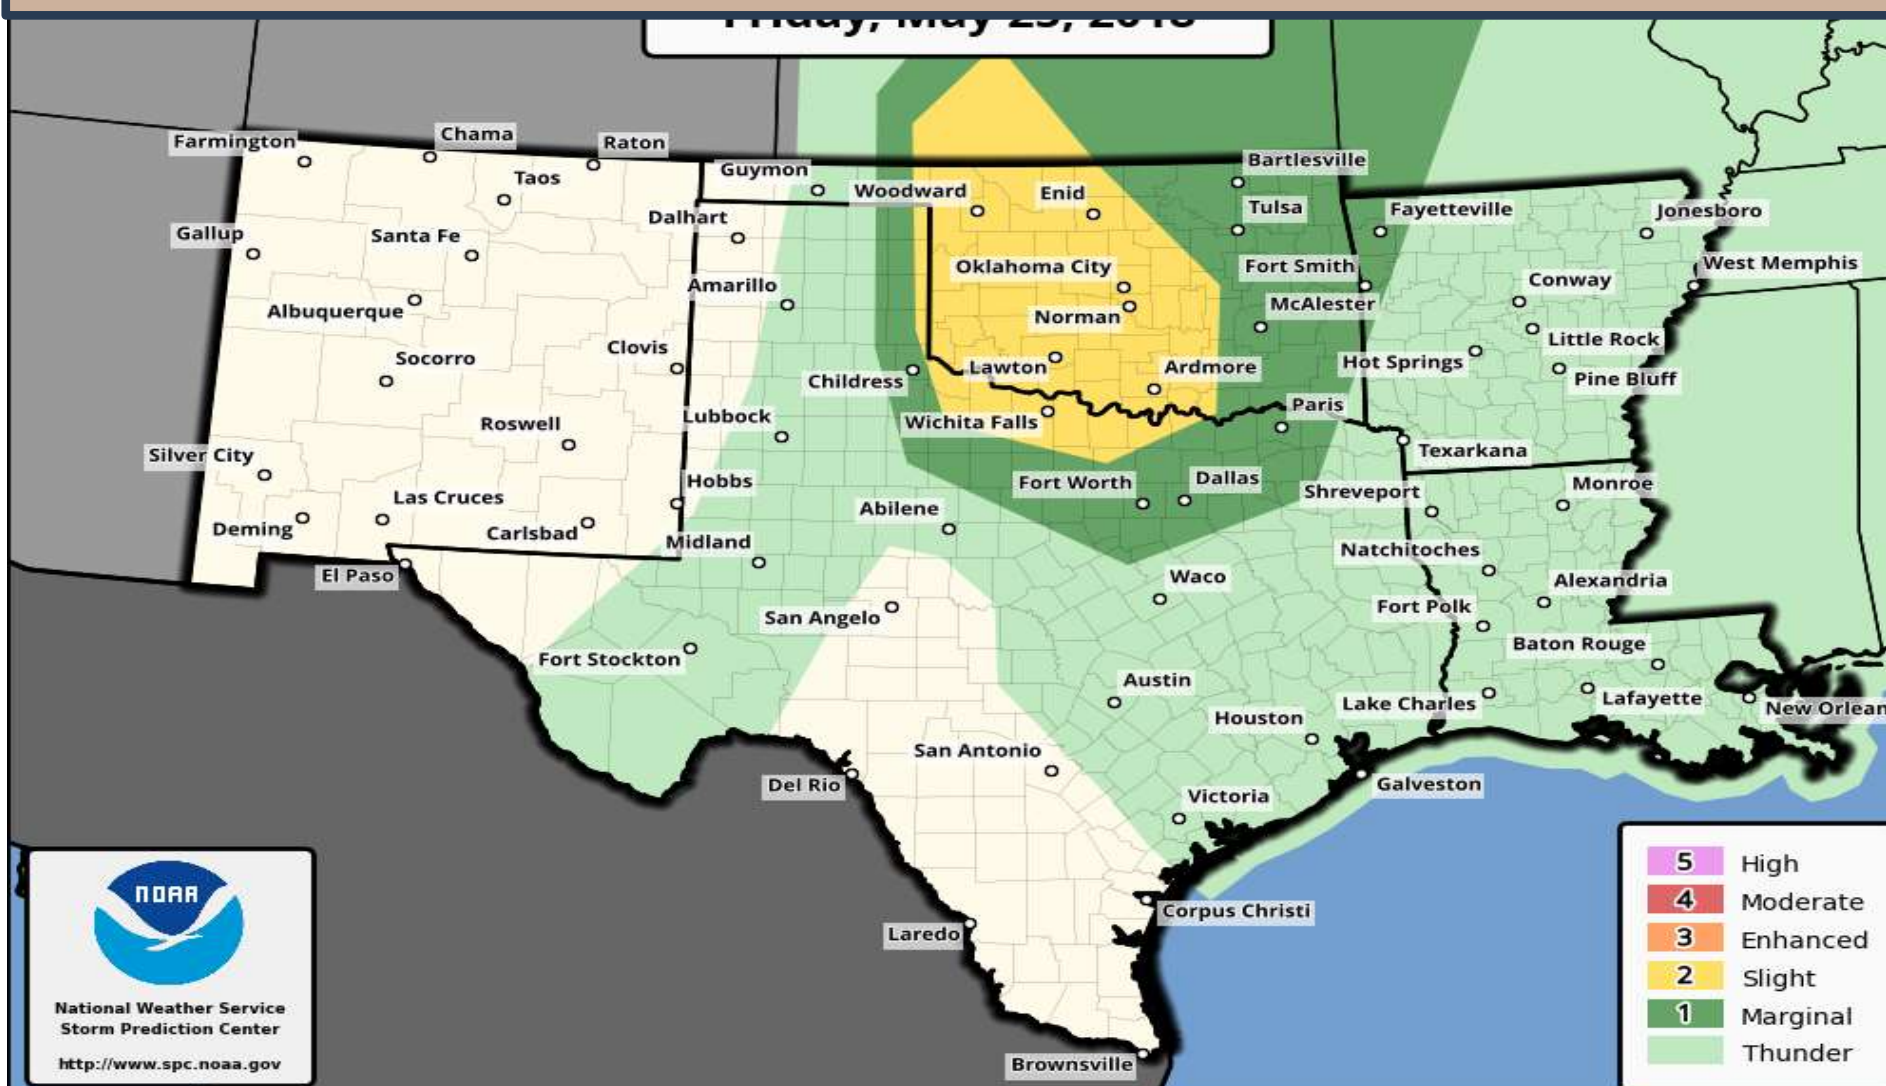 Friday, May 25, 2018
Farmington
Chama
Raton
Taos
Guymon
Woodward
Enid
Bartlesville
Tulsa
Fayetteville
Jonesboro
Gallup
Santa Fe
Dalhart
Oklahoma City
Fort Smith
West Memphis
Albuquerque
Amarillo
Norman
McAlester
Conway
Little Rock
Socorro
Clovis
Childress
Lawton
Ardmore
Hot Springs
Pine Bluff
Roswell
Lubbock
Wichita Falls
Paris
Texarkana
Silver City
Las Cruces
Hobbs
Fort Worth
Dallas
Shreveport
Monroe
Deming
Carlsbad
Midland
Abilene
Natchitoches
El Paso
Waco
Alexandria
San Angelo
Fort Polk
Fort Stockton
Baton Rouge
Austin
Lake Charles
Lafayette
New Orlean
Houston
San Antonio
Del Rio
Galveston
Victoria
Corpus Christi
Laredo
Brownsville
NOAA
National Weather Service
Storm Prediction Center
http://www.spc.noaa.gov
5 High
4 Moderate
3 Enhanced
2 Slight
1 Marginal
Thunder